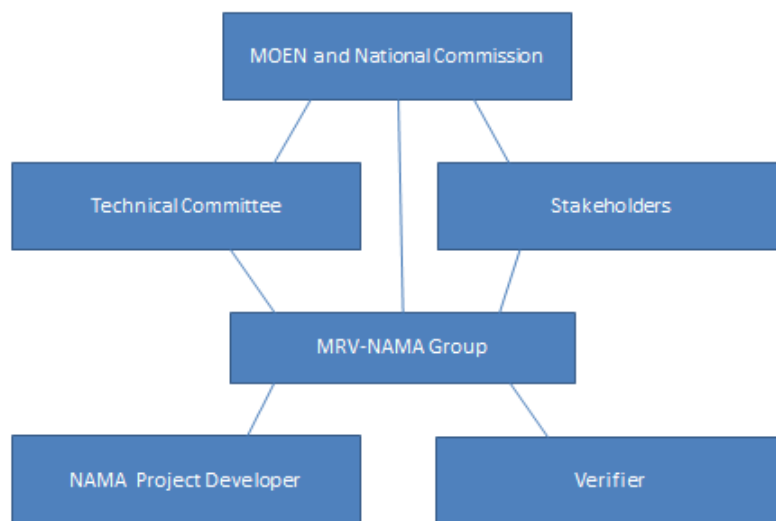 MOEN and National Commission
Technical Committee
Stakeholders
MRV-NAMA Group
NAMA Project Developer
Verifier